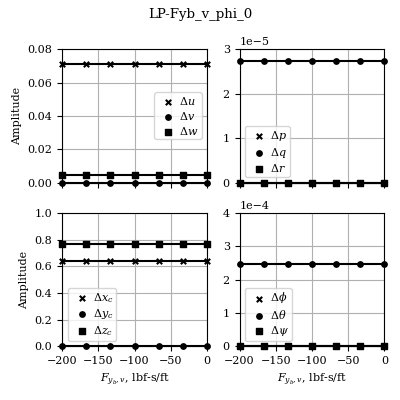 LP-Fyb_v_phi_0
1e−5
0.08
0.06
0.04
0.02
0.00
Amplitude
Δu
Δv
Δw
3
2
1
0
Δp
Δq
Δr
1e−4
1.0
0.8
0.6
0.4
0.2
0.0
Amplitude
Δx_c
Δy_c
Δz_c
4
3
2
1
0
Δϕ
Δθ
Δψ
−200 −150 −100 −50 0
−200 −150 −100 −50 0
F_{y_b,v}, lbf-s/ft
F_{y_b,v}, lbf-s/ft